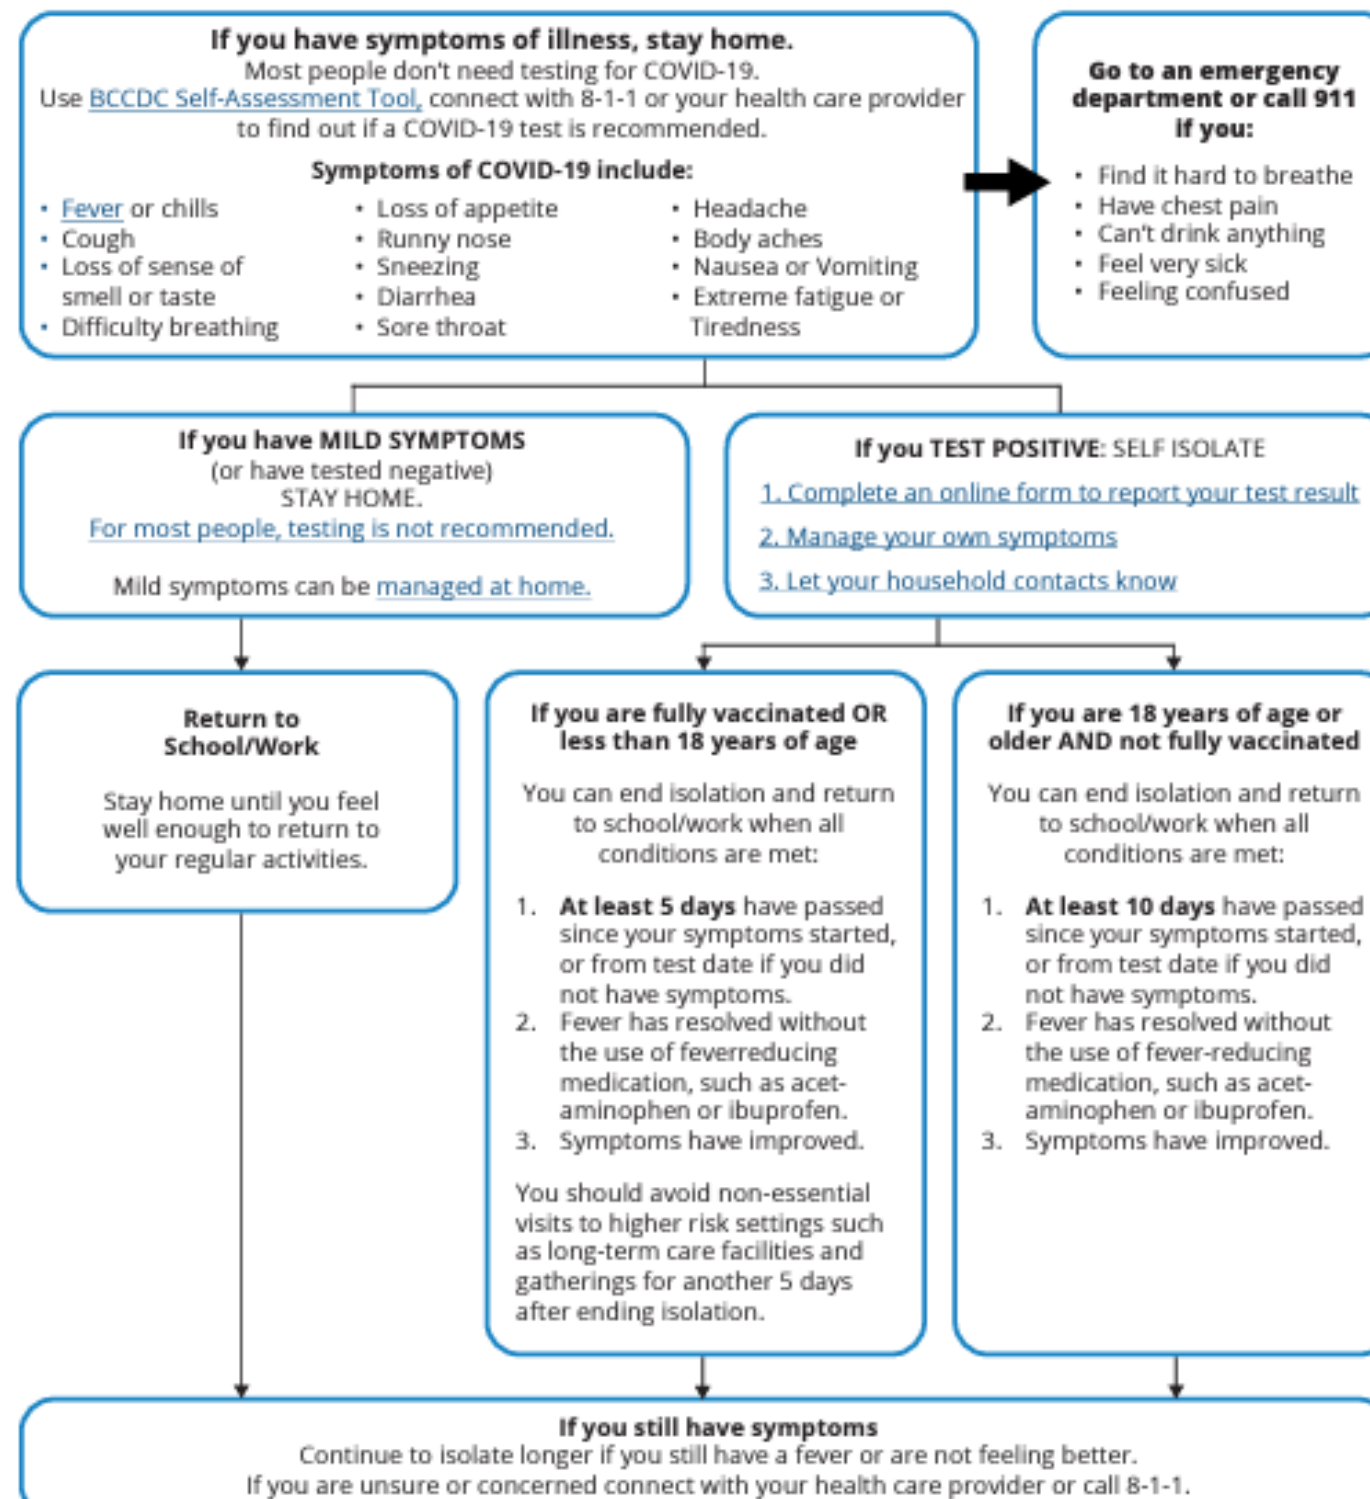 If you have symptoms of illness, stay home.
Most people don't need testing for COVID-19.
Use BCCDC Self-Assessment Tool, connect with 8-1-1 or your health care provider
to find out if a COVID-19 test is recommended.
Symptoms of COVID-19 include:
• Fever or chills
• Cough
• Loss of sense of
smell or taste
• Difficulty breathing
• Loss of appetite
• Runny nose
• Sneezing
• Diarrhea
• Sore throat
• Headache
• Body aches
• Nausea or Vomiting
• Extreme fatigue or
Tiredness
Go to an emergency
department or call 911
if you:
• Find it hard to breathe
• Have chest pain
• Can't drink anything
• Feel very sick
• Feeling confused
If you have MILD SYMPTOMS
(or have tested negative)
STAY HOME.
For most people, testing is not recommended.
Mild symptoms can be managed at home.
If you TEST POSITIVE: SELF ISOLATE
1. Complete an online form to report your test result
2. Manage your own symptoms
3. Let your household contacts know
Return to
School/Work
Stay home until you feel
well enough to return to
your regular activities.
If you are fully vaccinated OR
less than 18 years of age
You can end isolation and return
to school/work when all
conditions are met:
1. At least 5 days have passed
since your symptoms started,
or from test date if you did
not have symptoms.
2. Fever has resolved without
the use of feverreducing
medication, such as acet-
aminophen or ibuprofen.
3. Symptoms have improved.
You should avoid non-essential
visits to higher risk settings such
as long-term care facilities and
gatherings for another 5 days
after ending isolation.
If you are 18 years of age or
older AND not fully vaccinated
You can end isolation and return
to school/work when all
conditions are met:
1. At least 10 days have passed
since your symptoms started,
or from test date if you did
not have symptoms.
2. Fever has resolved without
the use of fever-reducing
medication, such as acet-
aminophen or ibuprofen.
3. Symptoms have improved.
If you still have symptoms
Continue to isolate longer if you still have a fever or are not feeling better.
If you are unsure or concerned connect with your health care provider or call 8-1-1.